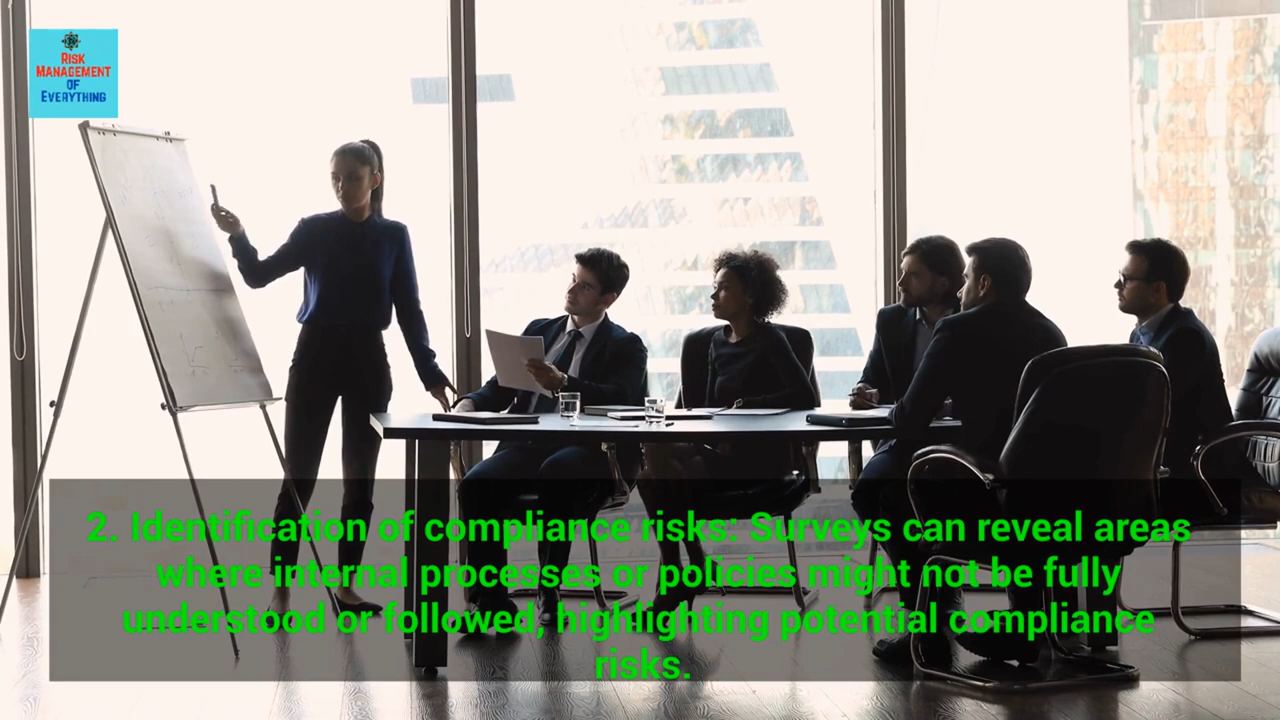 RISK
MANAGEMENT
OF
EVERYTHING
2. Identification of compliance risks: Surveys can reveal areas
where internal processes or policies might not be fully
understood or followed, highlighting potential compliance
risks.